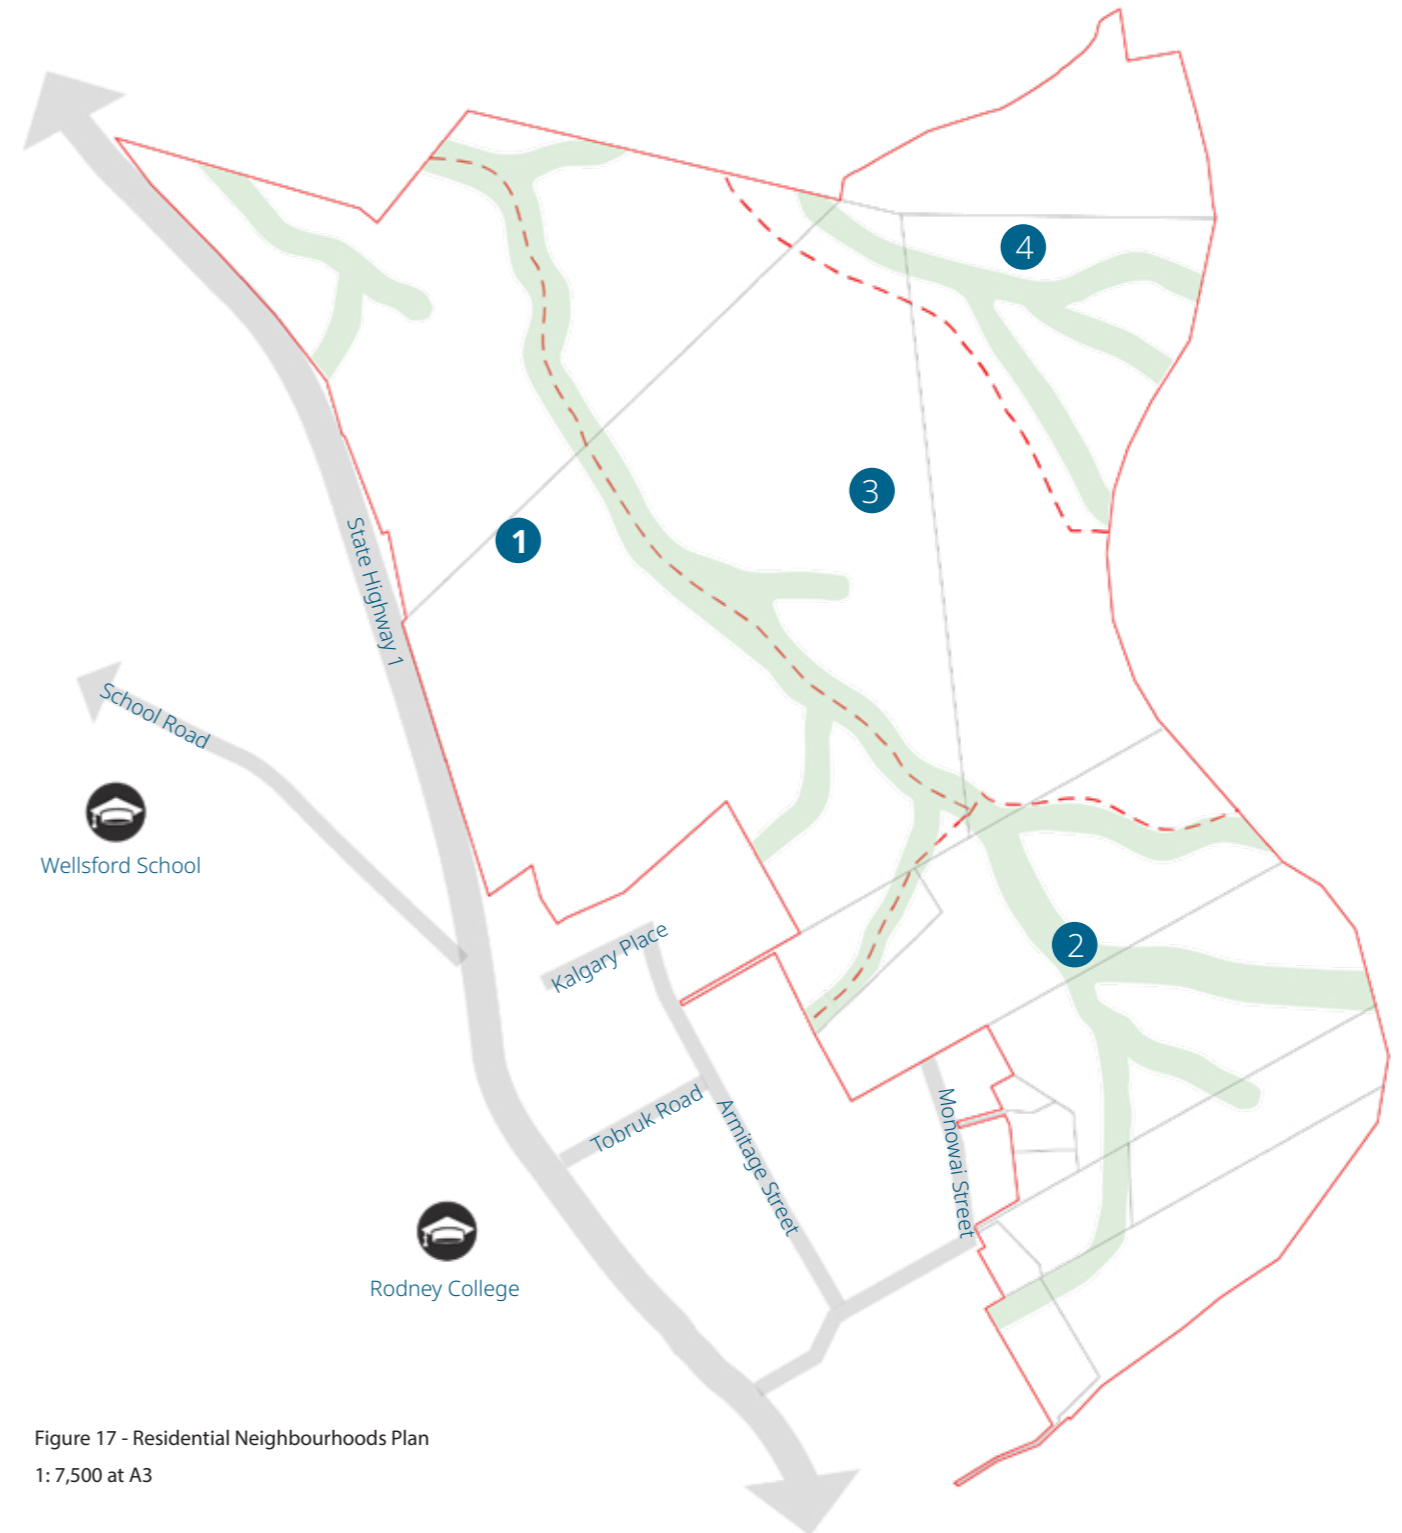 4
3
1
State Highway 1
School Road
Wellsford School
Kalgary Place
2
Tobruk Road
Armitage Street
Monowai Street
Rodney College
Figure 17 - Residential Neighbourhoods Plan
1: 7,500 at A3